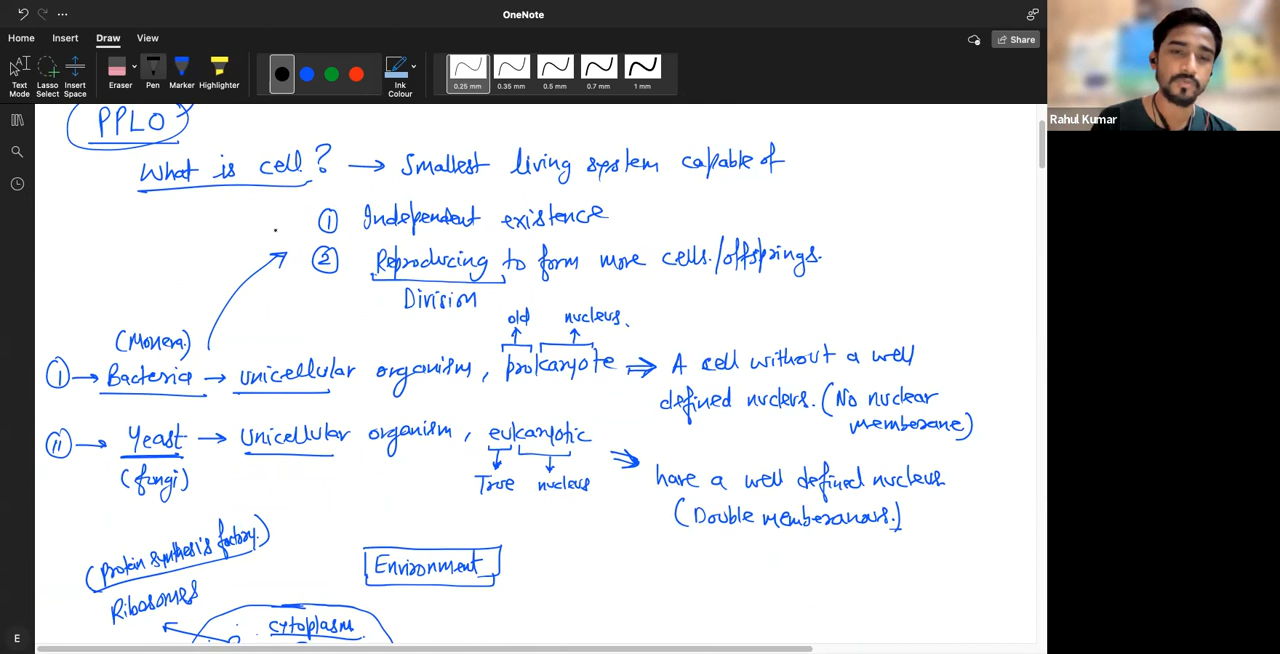 OneNote
Home Insert Draw View
Share
Text Mode
Lasso Select
Insert Space
Eraser
Pen
Marker
Highlighter
Ink Colour
0.25 mm
0.35 mm
0.5 mm
0.7 mm
1 mm
Rahul Kumar
PPLO
What is cell? → Smallest living system capable of
① Independent existence
② Reproducing to form more cells./offsprings.
Division
old nucleus.
(Monera)
① → Bacteria → unicellular organism, prokaryote ⇒ A cell without a well
defined nucleus. (No nuclear
memberane)
ⅱ → Yeast → unicellular organism, eukaryotic
(fungi)
True nucleus
have a well defined nucleus
(Double memberanous.)
(Protein synthesis factory.)
Ribosomes
Environment
cytoplasm
E